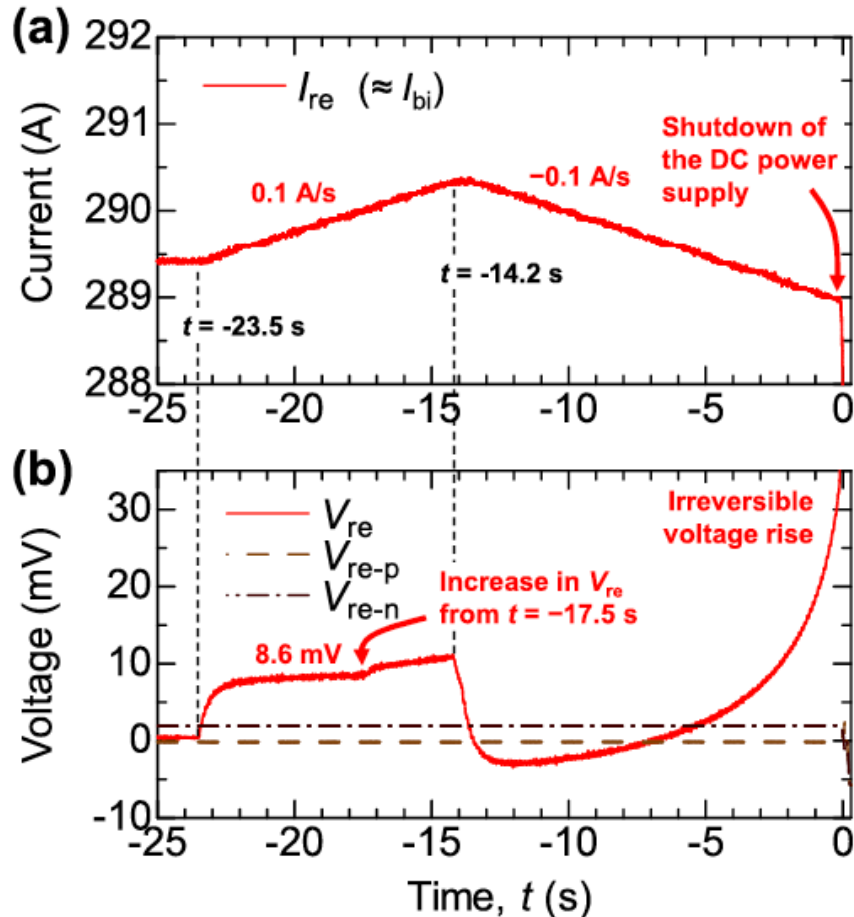 (a)
292
291
290
289
288
Current (A)
I_re (≈ I_bi)
0.1 A/s
−0.1 A/s
Shutdown of
the DC power
supply
t = -14.2 s
t = -23.5 s
-25 -20 -15 -10 -5 0
(b)
30
20
10
0
-10
Voltage (mV)
V_re
V_re-p
V_re-n
Irreversible
voltage rise
Increase in V_re
from t = −17.5 s
8.6 mV
-25 -20 -15 -10 -5 0
Time, t (s)